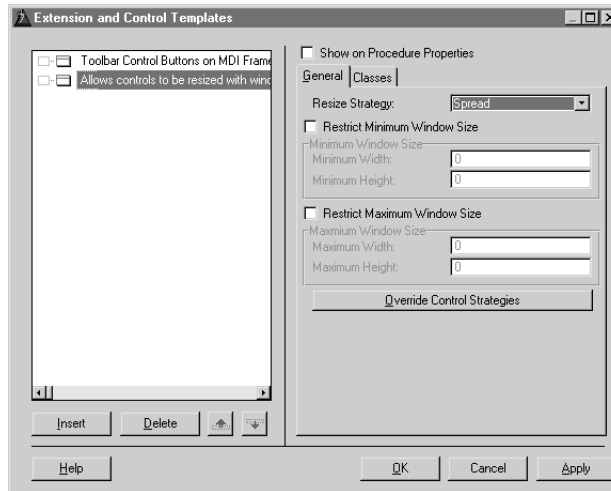 Extension and Control Templates
Toolbar Control Buttons on MDI Frame
Allows controls to be resized with wind
Show on Procedure Properties
General
Classes
Resize Strategy:
Spread
Restrict Minimum Window Size
Minimum Window Size
Minimum Width:
0
Minimum Height:
0
Restrict Maximum Window Size
Maxmium Window Size
Maximum Width:
0
Maximum Height:
0
Override Control Strategies
Insert
Delete
Help
OK
Cancel
Apply